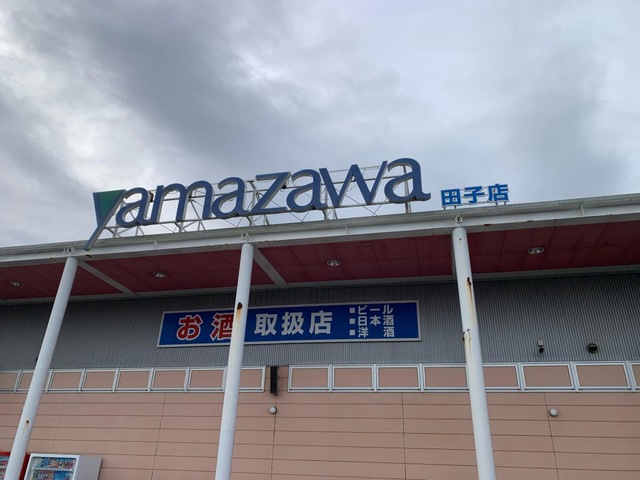 Yamazawa 田子店
お酒 取扱店
■ビール
■日本酒
■洋酒